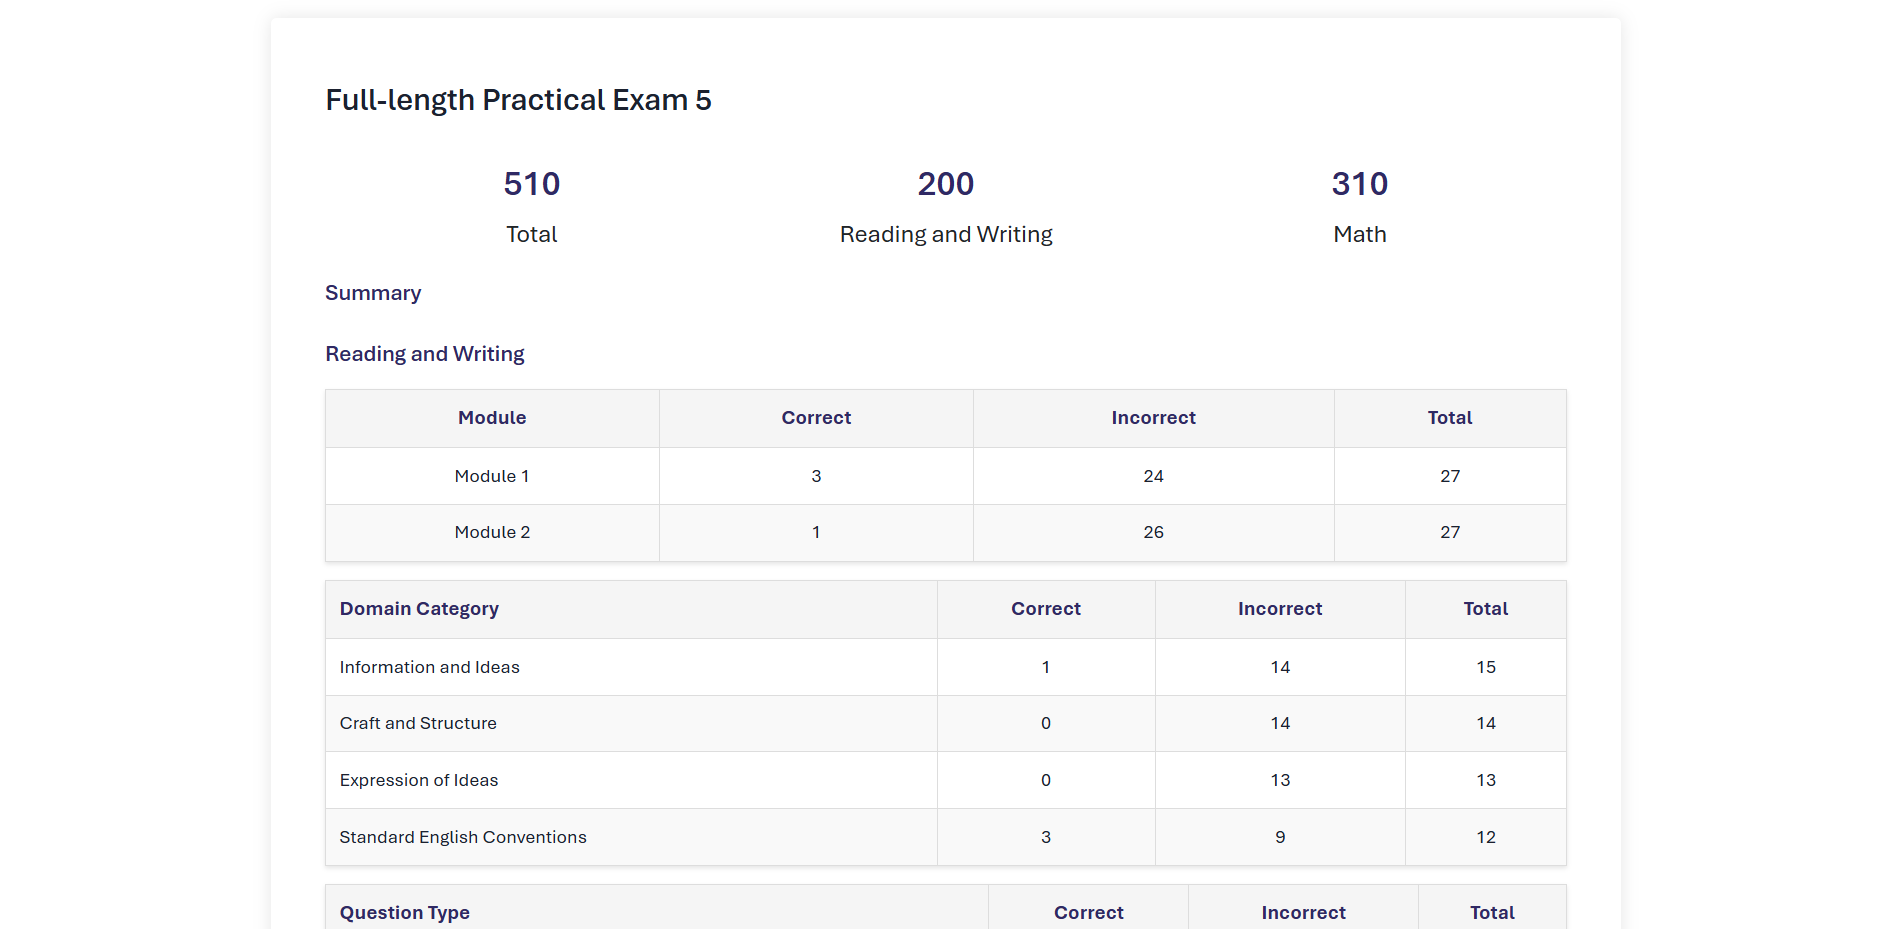 Full-length Practical Exam 5
510 200 310
Total Reading and Writing Math
Summary
Reading and Writing
Module Correct Incorrect Total
Module 1 3 24 27
Module 2 1 26 27
Domain Category Correct Incorrect Total
Information and Ideas 1 14 15
Craft and Structure 0 14 14
Expression of Ideas 0 13 13
Standard English Conventions 3 9 12
Question Type Correct Incorrect Total